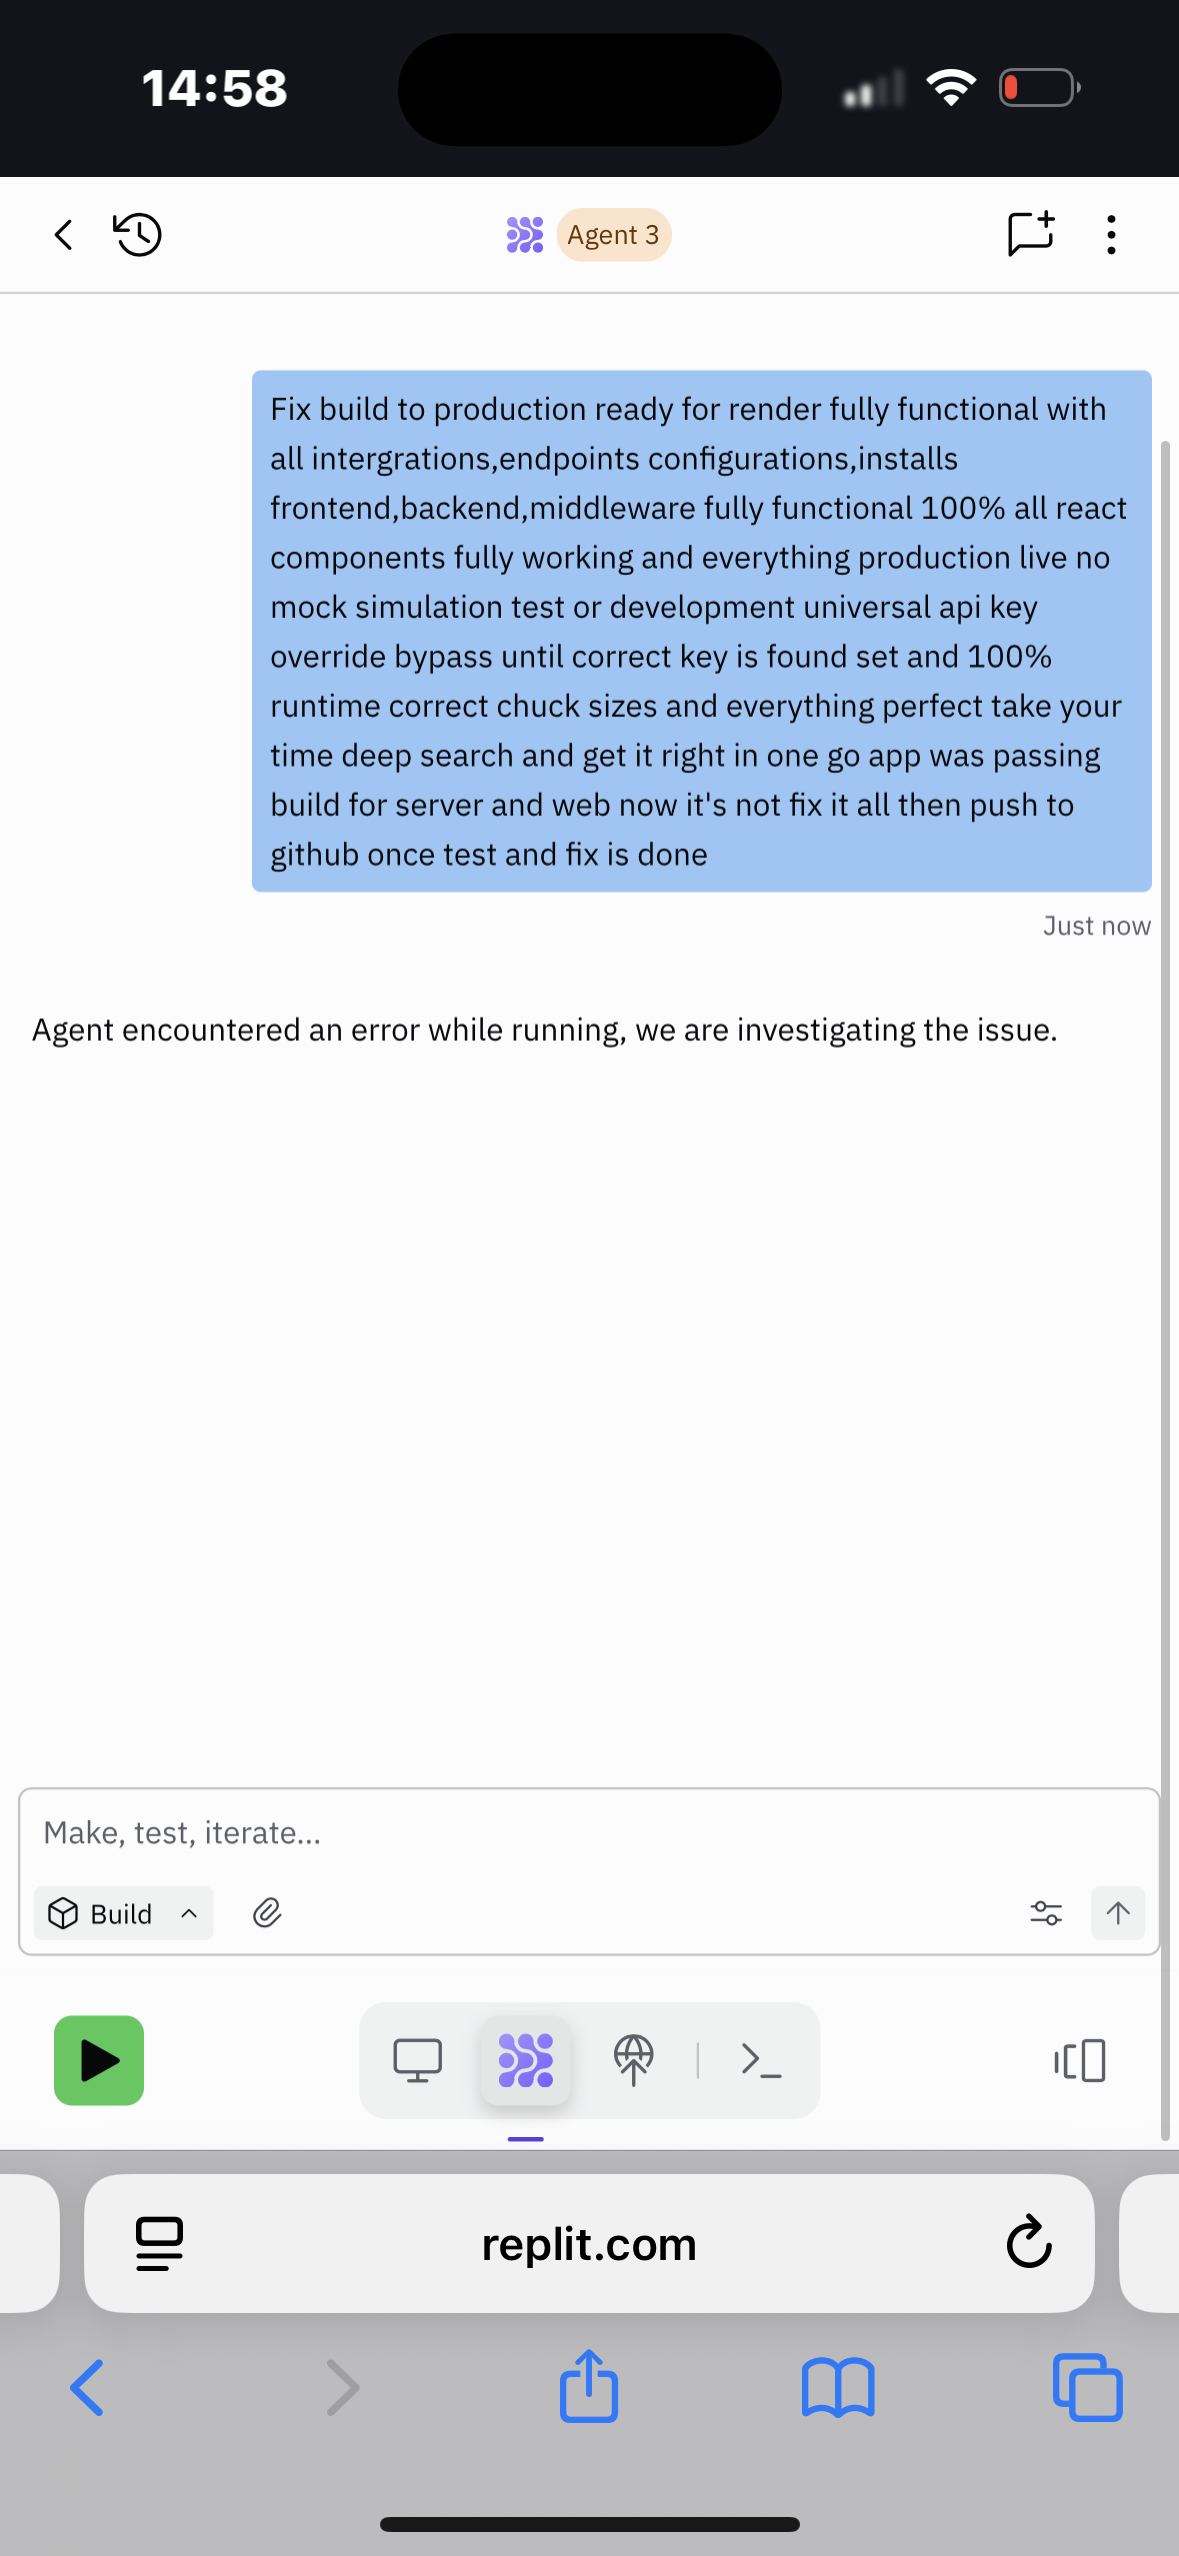 14:58
Agent 3
Fix build to production ready for render fully functional with
all intergrations,endpoints configurations,installs
frontend,backend,middleware fully functional 100% all react
components fully working and everything production live no
mock simulation test or development universal api key
override bypass until correct key is found set and 100%
runtime correct chuck sizes and everything perfect take your
time deep search and get it right in one go app was passing
build for server and web now it's not fix it all then push to
github once test and fix is done
Just now
Agent encountered an error while running, we are investigating the issue.
Make, test, iterate...
Build
replit.com